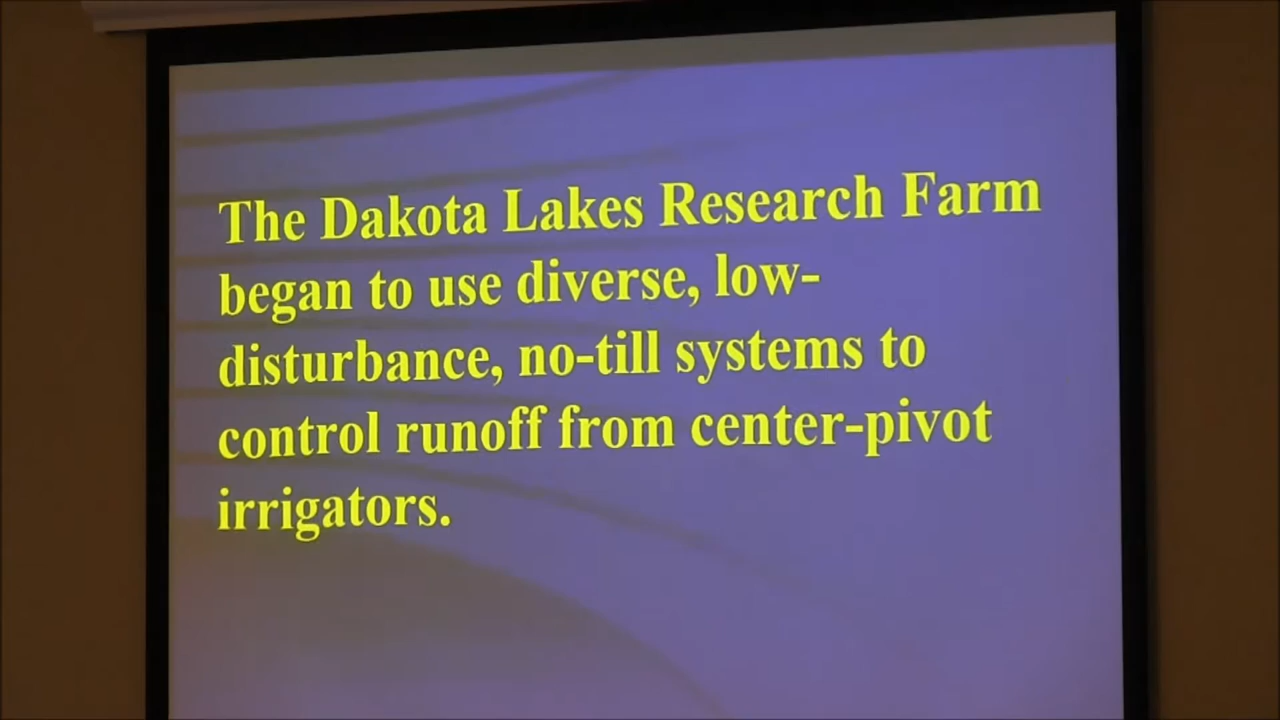 The Dakota Lakes Research Farm
began to use diverse, low-
disturbance, no-till systems to
control runoff from center-pivot
irrigators.